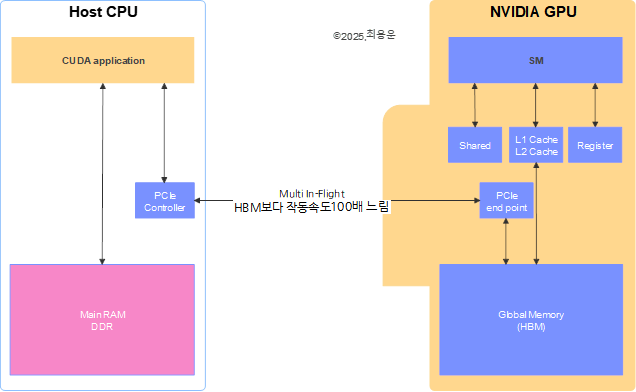 Host CPU
NVIDIA GPU
©2025,최용운
CUDA application
SM
Shared
L1 Cache
L2 Cache
Register
PCIe
Controller
Multi In-Flight
HBM보다 작동속도100배 느림
PCIe
end point
Main RAM
DDR
Global Memory
(HBM)